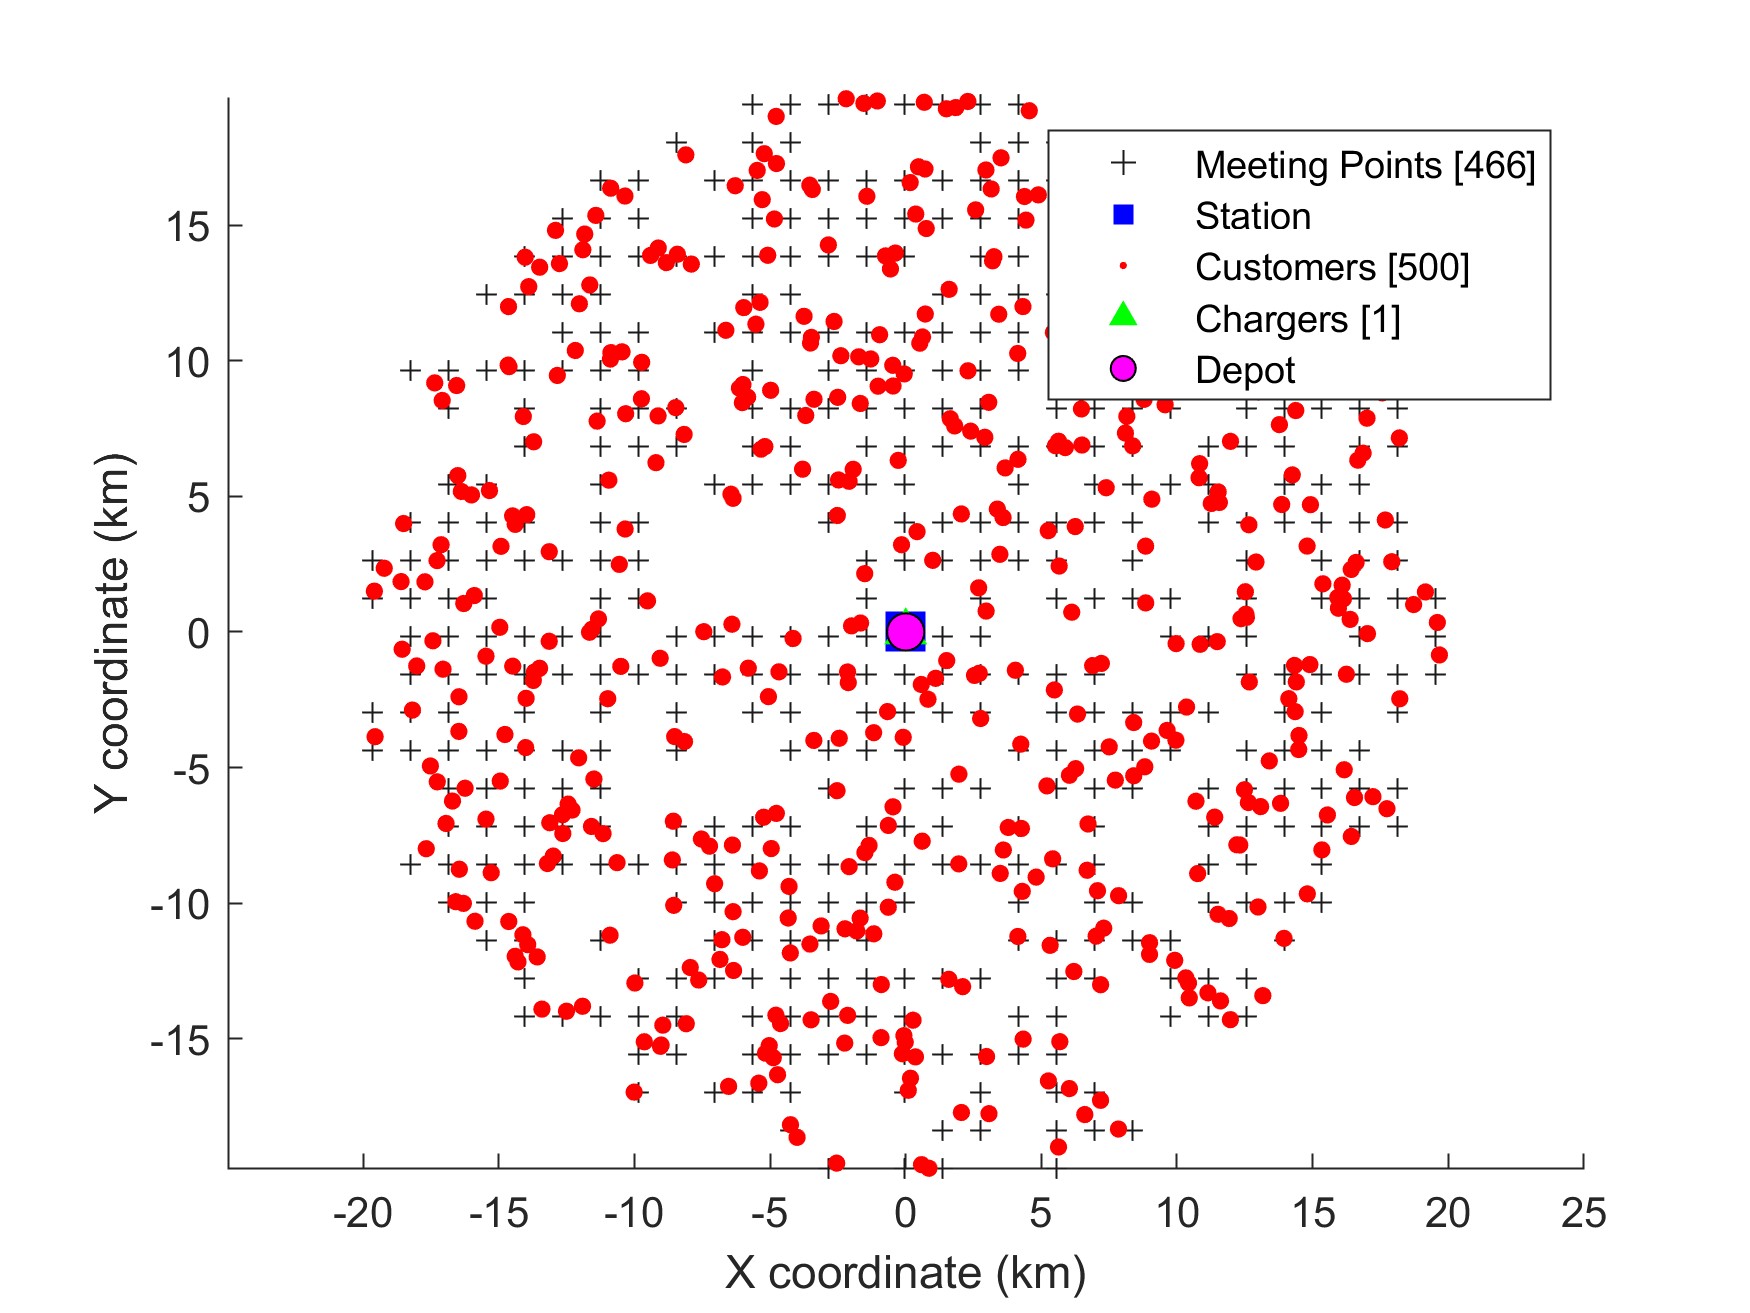 Meeting Points [466]
Station
Customers [500]
Chargers [1]
Depot
Y coordinate (km)
15
10
5
0
-5
-10
-15
-20 -15 -10 -5 0 5 10 15 20 25
X coordinate (km)